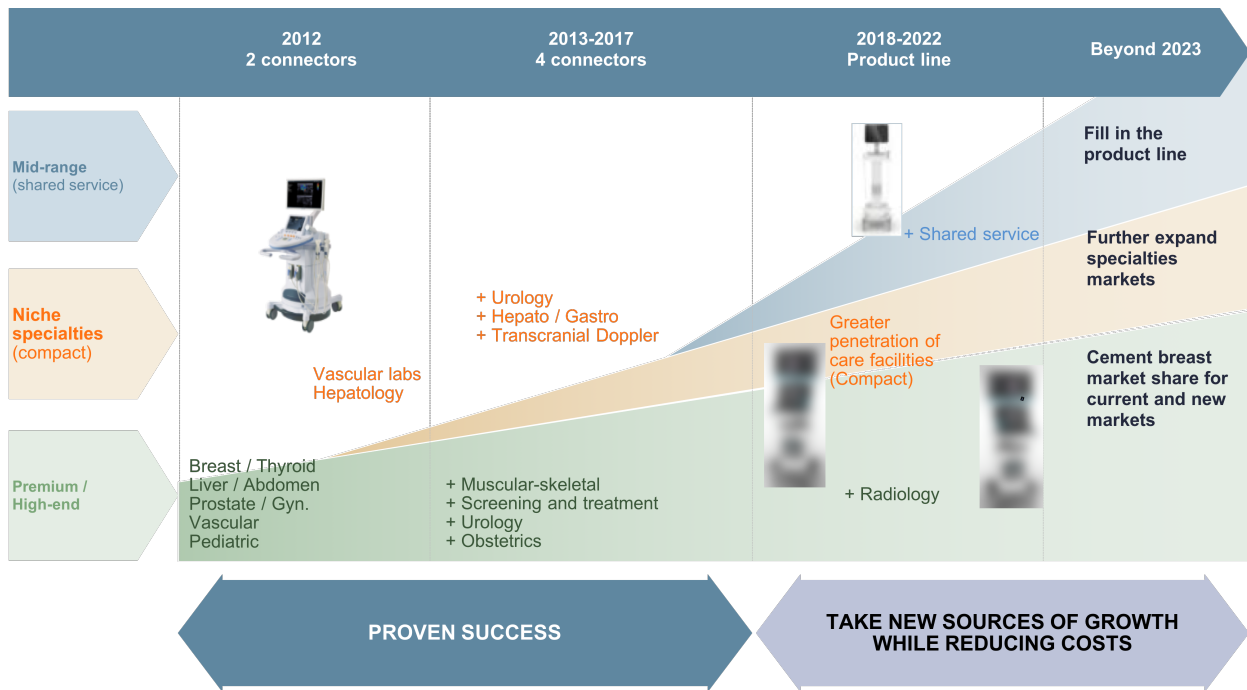 2012
2 connectors
2013-2017
4 connectors
2018-2022
Product line
Beyond 2023
Mid-range
(shared service)
Fill in the
product line
+ Shared service
Niche
specialties
(compact)
Vascular labs
Hepatology
+ Urology
+ Hepato / Gastro
+ Transcranial Doppler
Greater
penetration of
care facilities
(Compact)
Further expand
specialties
markets
Premium /
High-end
Breast / Thyroid
Liver / Abdomen
Prostate / Gyn.
Vascular
Pediatric
+ Muscular-skeletal
+ Screening and treatment
+ Urology
+ Obstetrics
+ Radiology
Cement breast
market share for
current and new
markets
PROVEN SUCCESS
TAKE NEW SOURCES OF GROWTH
WHILE REDUCING COSTS